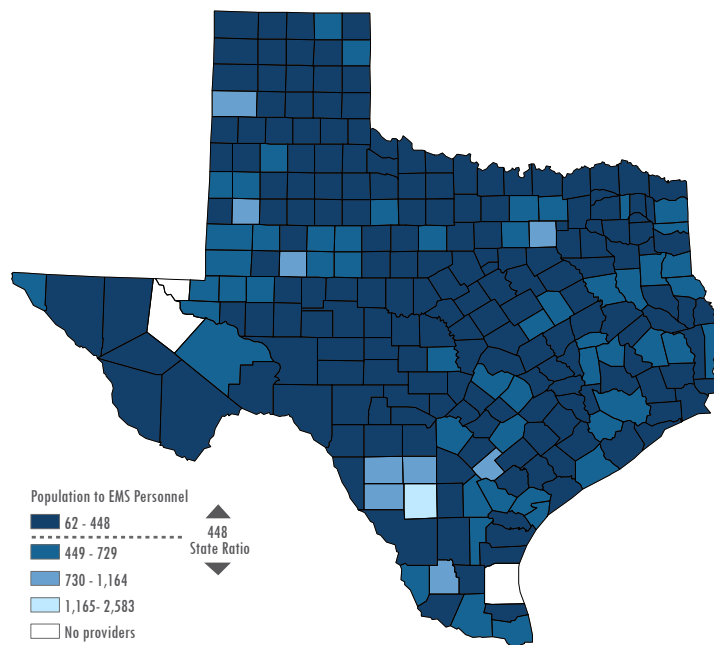 Population to EMS Personnel
62 - 448
448
State Ratio
449 - 729
730 - 1,164
1,165- 2,583
No providers